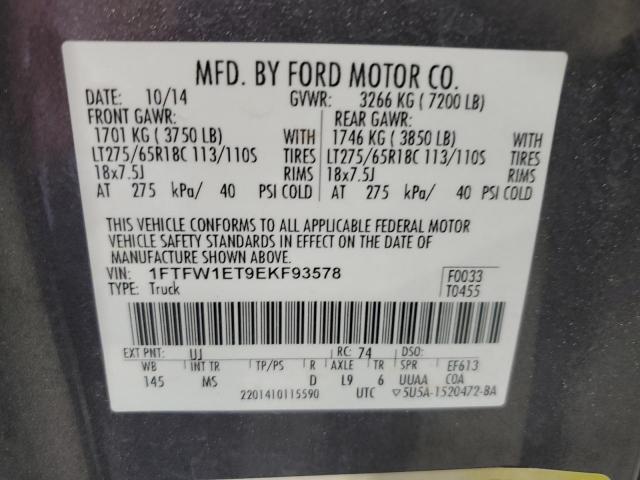 MFD. BY FORD MOTOR CO.
DATE: 10/14 GVWR: 3266 KG ( 7200 LB)
FRONT GAWR: REAR GAWR:
1701 KG ( 3750 LB) WITH 1746 KG ( 3850 LB) WITH
LT275/65R18C 113/110S TIRES LT275/65R18C 113/110S TIRES
18x7.5J RIMS 18x7.5J RIMS
AT 275 kPa/ 40 PSI COLD AT 275 kPa/ 40 PSI COLD
THIS VEHICLE CONFORMS TO ALL APPLICABLE FEDERAL MOTOR
VEHICLE SAFETY STANDARDS IN EFFECT ON THE DATE OF
MANUFACTURE SHOWN ABOVE.
VIN: 1FTFW1ET9EKF93578 F0033
TYPE: Truck T0455
EXT PNT: UJ RC: 74 DSO:
WB INT TR TP/PS R AXLE TR SPR EF613
145 MS D L9 6 UUAA COA
2201410115590 UTC ▽5U5A-1520472-BA